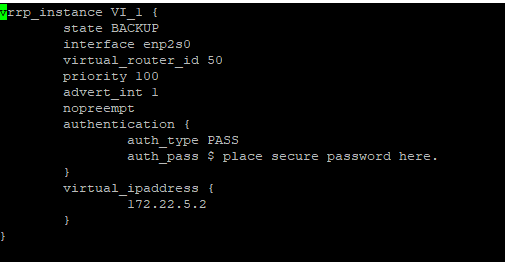 vrrp_instance VI_1 {
state BACKUP
interface enp2s0
virtual_router_id 50
priority 100
advert_int 1
nopreempt
authentication {
auth_type PASS
auth_pass $ place secure password here.
}
virtual_ipaddress {
172.22.5.2
}
}